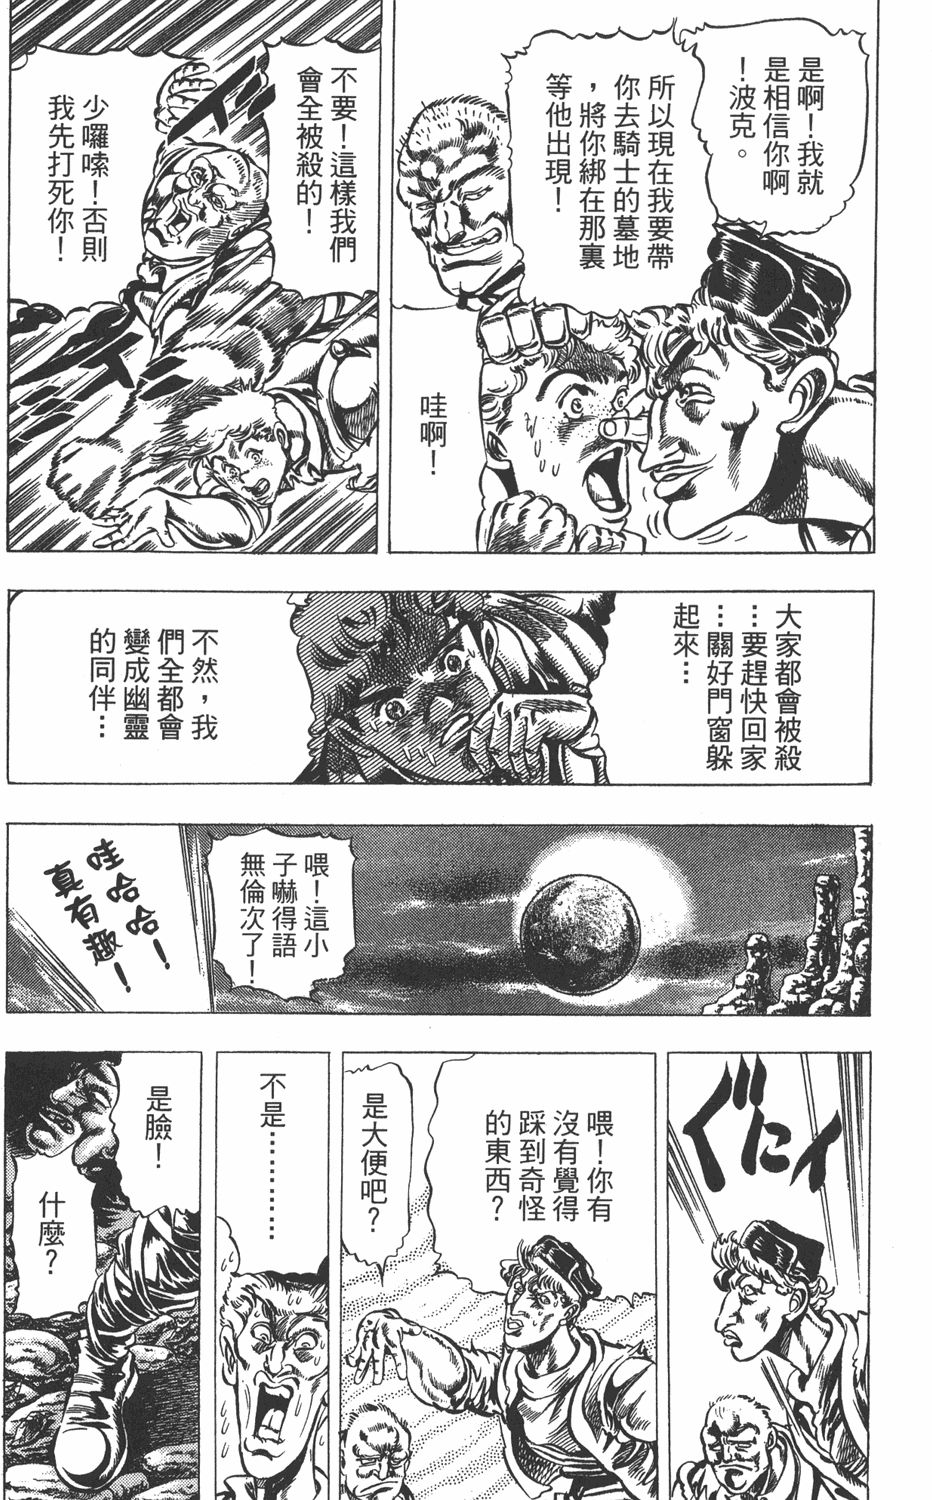 是啊！我就
是相信你啊
！波克。
所以現在我要帶
你去騎士的墓地
，將你綁在那裏
等他出現！
哇啊！
不要！這樣我們
會全被殺的！
少囉嗦！否則
我先打死你！
大家都會被殺
…要趕快回家
…關好門窗躲
起來…
不然，我
們全都會
變成幽靈
的同伴…
喂！這小
子嚇得語
無倫次了！
哇哈哈哈！
真有趣！
ぐにィ
喂！你有
沒有覺得
踩到奇怪
的東西？
是大便吧？
不是…………
是臉！
什麼？